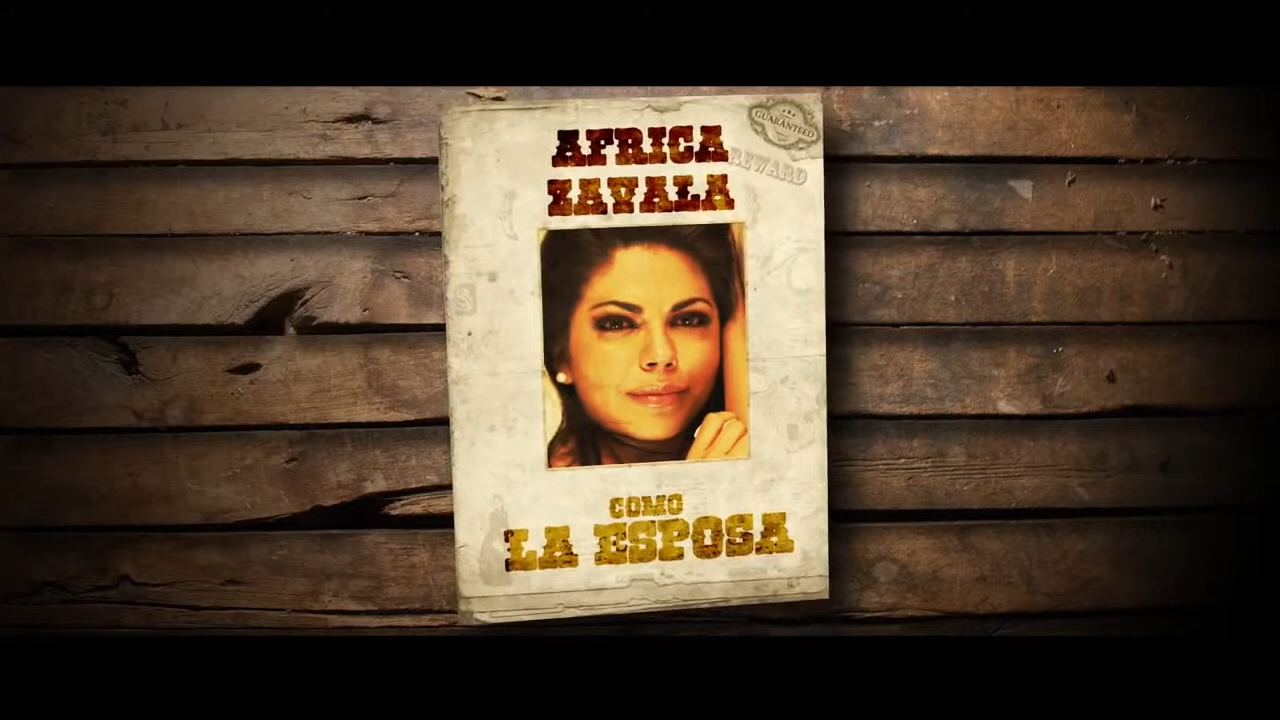 GUARANTEED
REWARD
AFRICA
ZAVALA
COMO
LA ESPOSA